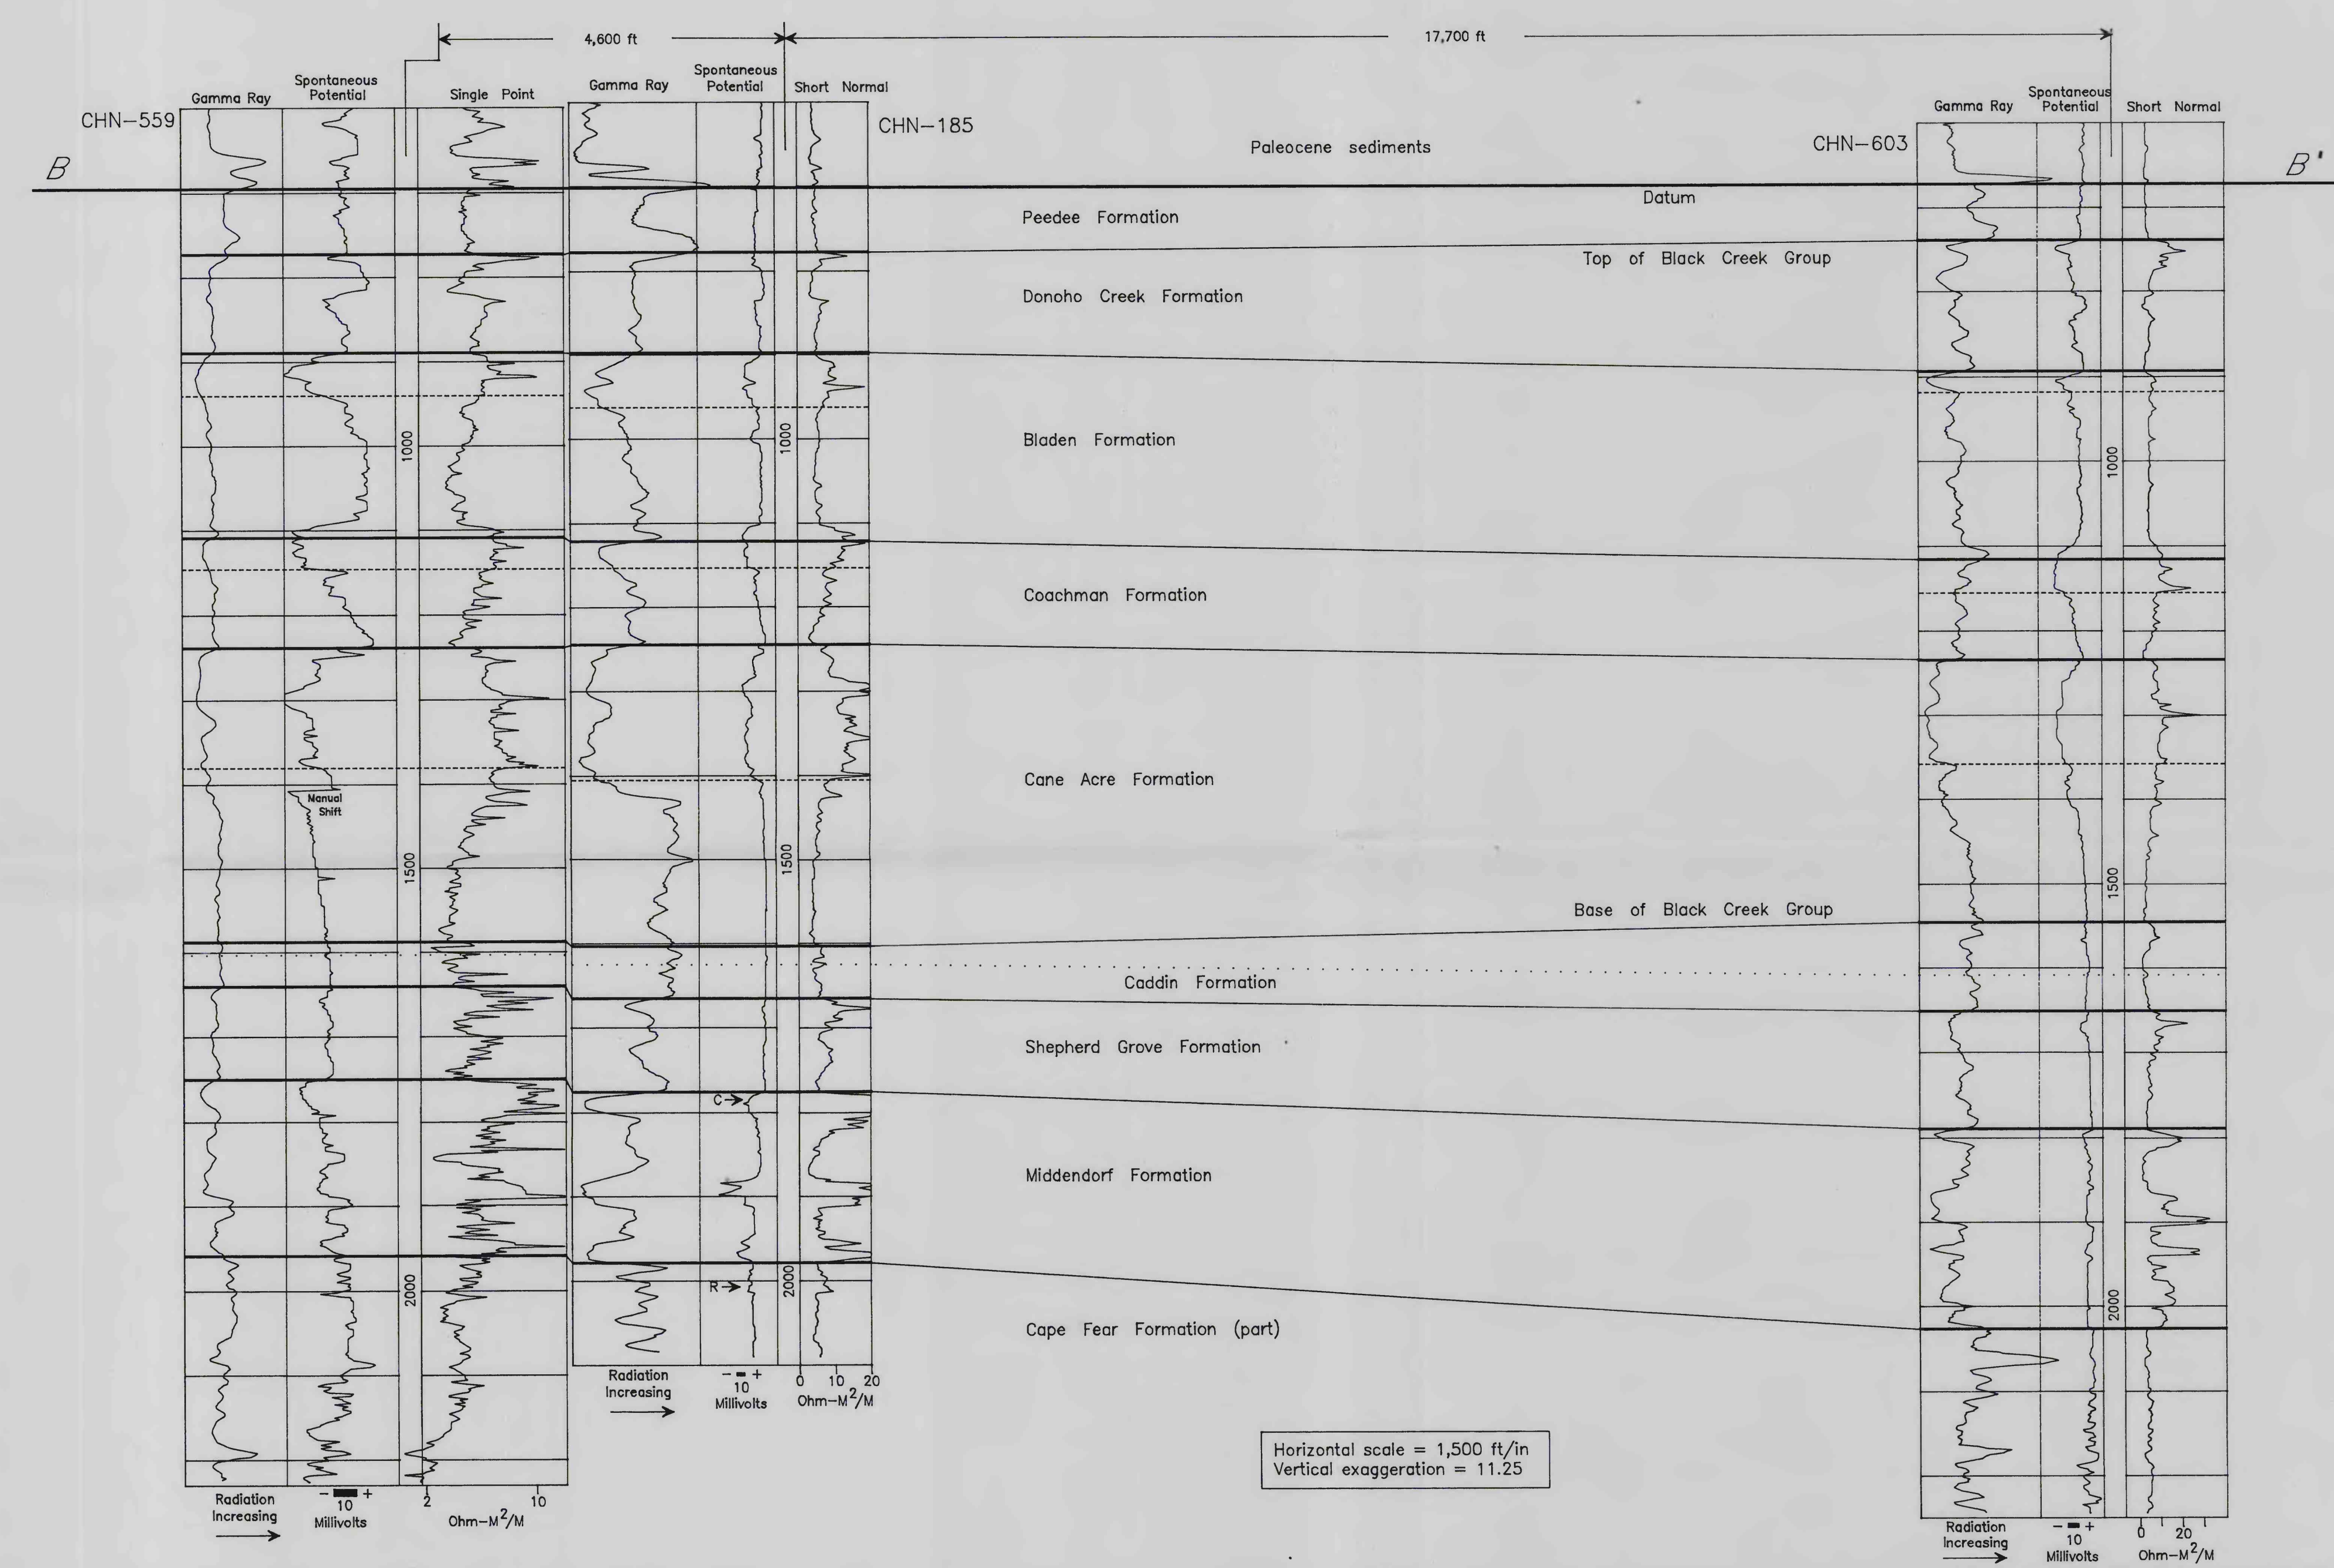 4,600 ft
17,700 ft
Gamma Ray
Spontaneous
Potential
Single Point
Gamma Ray
Spontaneous
Potential
Short Normal
Gamma Ray
Spontaneous
Potential
Short Normal
CHN-559
CHN-185
CHN-603
Paleocene sediments
B
B'
Datum
Peedee Formation
Top of Black Creek Group
Donoho Creek Formation
Bladen Formation
1000
1000
1000
Coachman Formation
Cane Acre Formation
Manual
Shift
1500
1500
1500
Base of Black Creek Group
Caddin Formation
Shepherd Grove Formation
C→
Middendorf Formation
R→
2000
2000
2000
Cape Fear Formation (part)
Radiation
Increasing
- +
10
Millivolts
0 10 20
Ohm-M²/M
Horizontal scale = 1,500 ft/in
Vertical exaggeration = 11.25
Radiation
Increasing
- +
10
Millivolts
2 10
Ohm-M²/M
Radiation
Increasing
- +
10
Millivolts
0 20
Ohm-M²/M